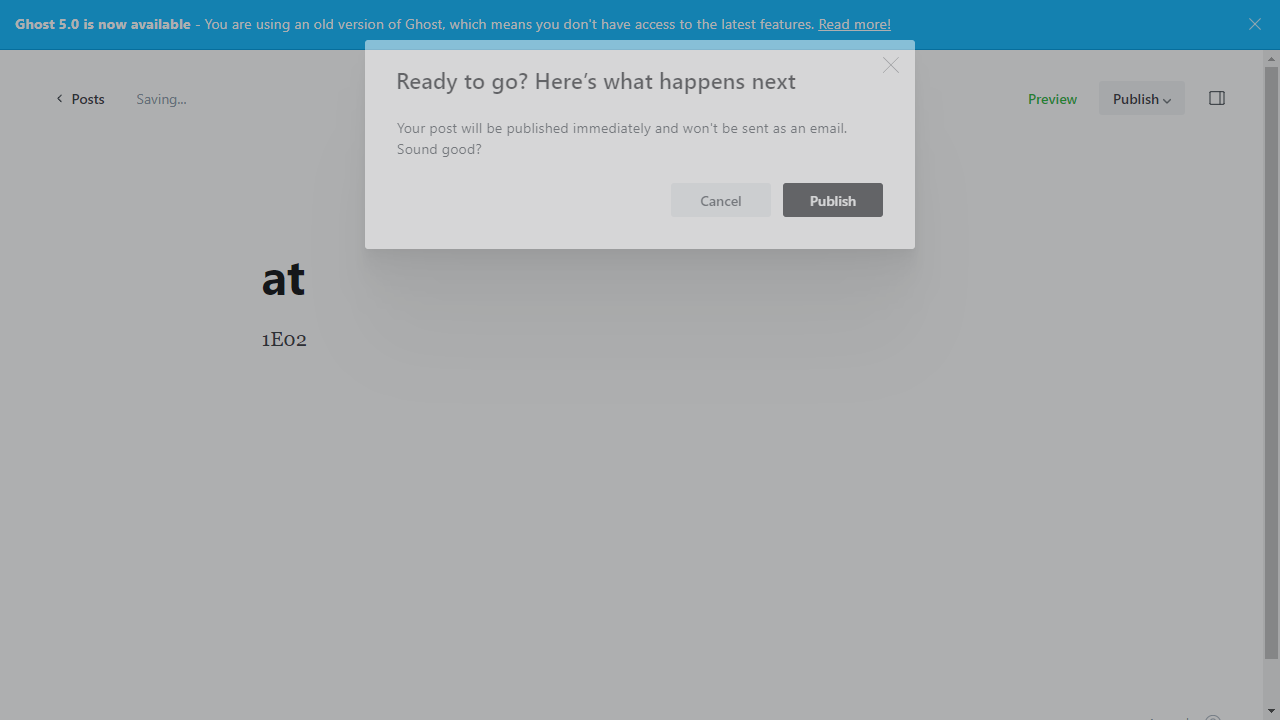 Ghost 5.0 is now available - You are using an old version of Ghost, which means you don't have access to the latest features. Read more!
Ready to go? Here’s what happens next
Posts
Saving...
Preview
Publish
Your post will be published immediately and won't be sent as an email.
Sound good?
Cancel
Publish
at
1E02